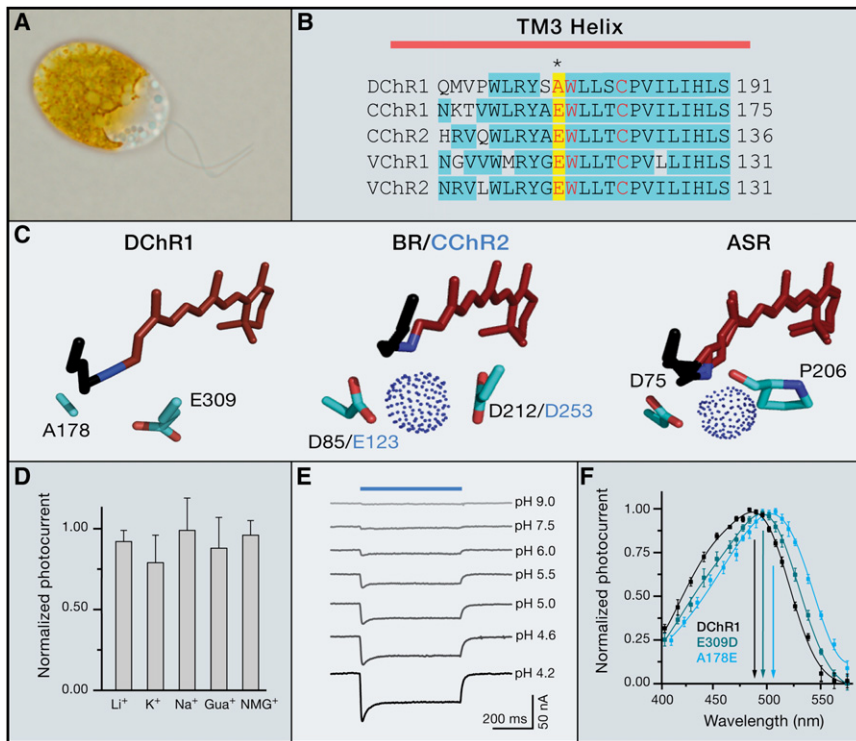 A
B
TM3 Helix
*
DChR1 QMVPWLRYSAWLLSCPVILIHLS 191
CChR1 NKTVWLRYAEWLLTCPVILIHLS 175
CChR2 HRVQWLRYAEWLLTCPVILIHLS 136
VChR1 NGVVWMRYGEWLLTCPVLLIHLS 131
VChR2 NRVLWLRYGEWLLTCPVILIHLS 131
C
DChR1
BR/CChR2
ASR
A178
E309
D85/E123
D212/D253
D75
P206
D
Normalized photocurrent
1.00
0.50
0.00
Li+ K+ Na+ Gua+ NMG+
E
pH 9.0
pH 7.5
pH 6.0
pH 5.5
pH 5.0
pH 4.6
pH 4.2
200 ms
50 nA
F
Normalized photocurrent
1.00
0.75
0.50
0.25
DChR1
E309D
A178E
400 450 500 550
Wavelength (nm)